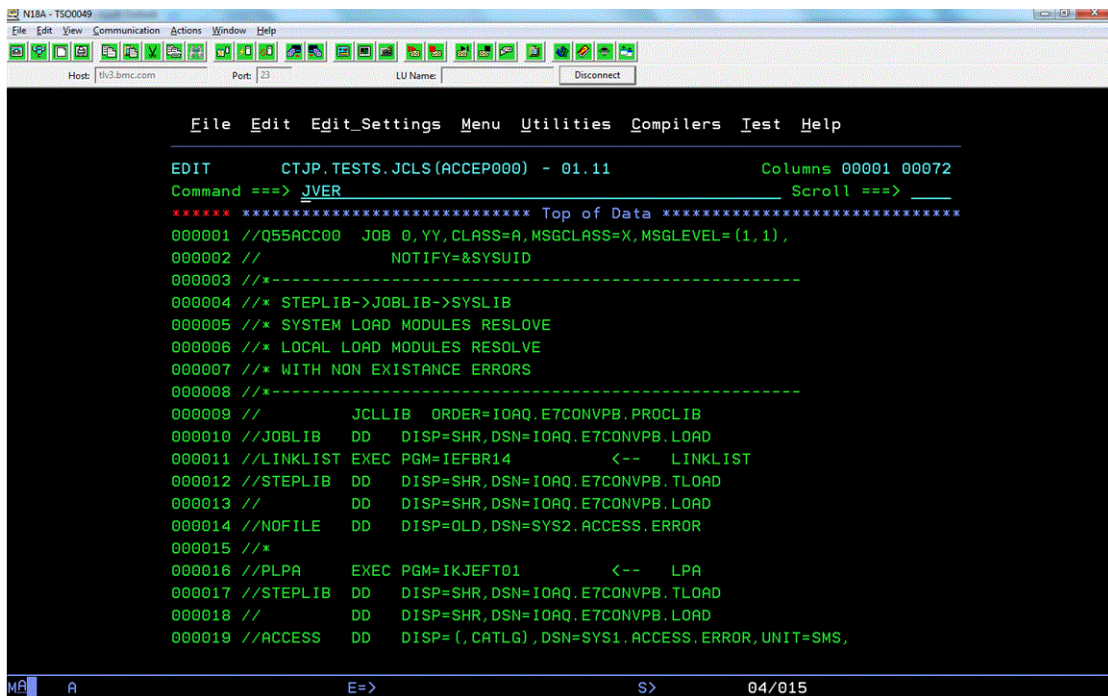 N18A - TSO0049
File Edit View Communication Actions Window Help
Host: tlv3.bmc.com Port: 23 LU Name: Disconnect
File Edit Edit_Settings Menu Utilities Compilers Test Help
EDIT CTJP.TESTS.JCLS(ACCEP000) - 01.11 Columns 00001 00072
Command ===> JVER Scroll ===>
****** ***************************** Top of Data ******************************
000001 //Q55ACC00 JOB 0,YY,CLASS=A,MSGCLASS=X,MSGLEVEL=(1,1),
000002 // NOTIFY=&SYSUID
000003 //*-----------------------------------------------------
000004 //* STEPLIB->JOBLIB->SYSLIB
000005 //* SYSTEM LOAD MODULES RESLOVE
000006 //* LOCAL LOAD MODULES RESOLVE
000007 //* WITH NON EXISTANCE ERRORS
000008 //*-----------------------------------------------------
000009 // JCLLIB ORDER=IOAQ.E7CONVPB.PROCLIB
000010 //JOBLIB DD DISP=SHR,DSN=IOAQ.E7CONVPB.LOAD
000011 //LINKLIST EXEC PGM=IEFBR14 <-- LINKLIST
000012 //STEPLIB DD DISP=SHR,DSN=IOAQ.E7CONVPB.TLOAD
000013 // DD DISP=SHR,DSN=IOAQ.E7CONVPB.LOAD
000014 //NOFILE DD DISP=OLD,DSN=SYS2.ACCESS.ERROR
000015 //*
000016 //PLPA EXEC PGM=IKJEFT01 <-- LPA
000017 //STEPLIB DD DISP=SHR,DSN=IOAQ.E7CONVPB.TLOAD
000018 // DD DISP=SHR,DSN=IOAQ.E7CONVPB.LOAD
000019 //ACCESS DD DISP=(,CATLG),DSN=SYS1.ACCESS.ERROR,UNIT=SMS,
MA A E=> S> 04/015